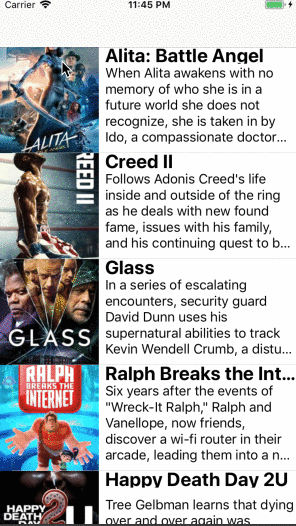 Carrier
11:45 PM
Alita: Battle Angel
When Alita awakens with no
memory of who she is in a
future world she does not
recognize, she is taken in by
Ido, a compassionate doctor...
ALITA
Creed II
Follows Adonis Creed's life
inside and outside of the ring
as he deals with new found
fame, issues with his family,
and his continuing quest to b...
REED II
Glass
In a series of escalating
encounters, security guard
David Dunn uses his
supernatural abilities to track
Kevin Wendell Crumb, a distu...
GLASS
Ralph Breaks the Int...
Six years after the events of
"Wreck-It Ralph," Ralph and
Vanellope, now friends,
discover a wi-fi router in their
arcade, leading them into a n...
RALPH
BREAKS THE
INTERNET
Happy Death Day 2U
Tree Gelbman learns that dying
over and over again was
HAPPY
DEATH
DAY
2U